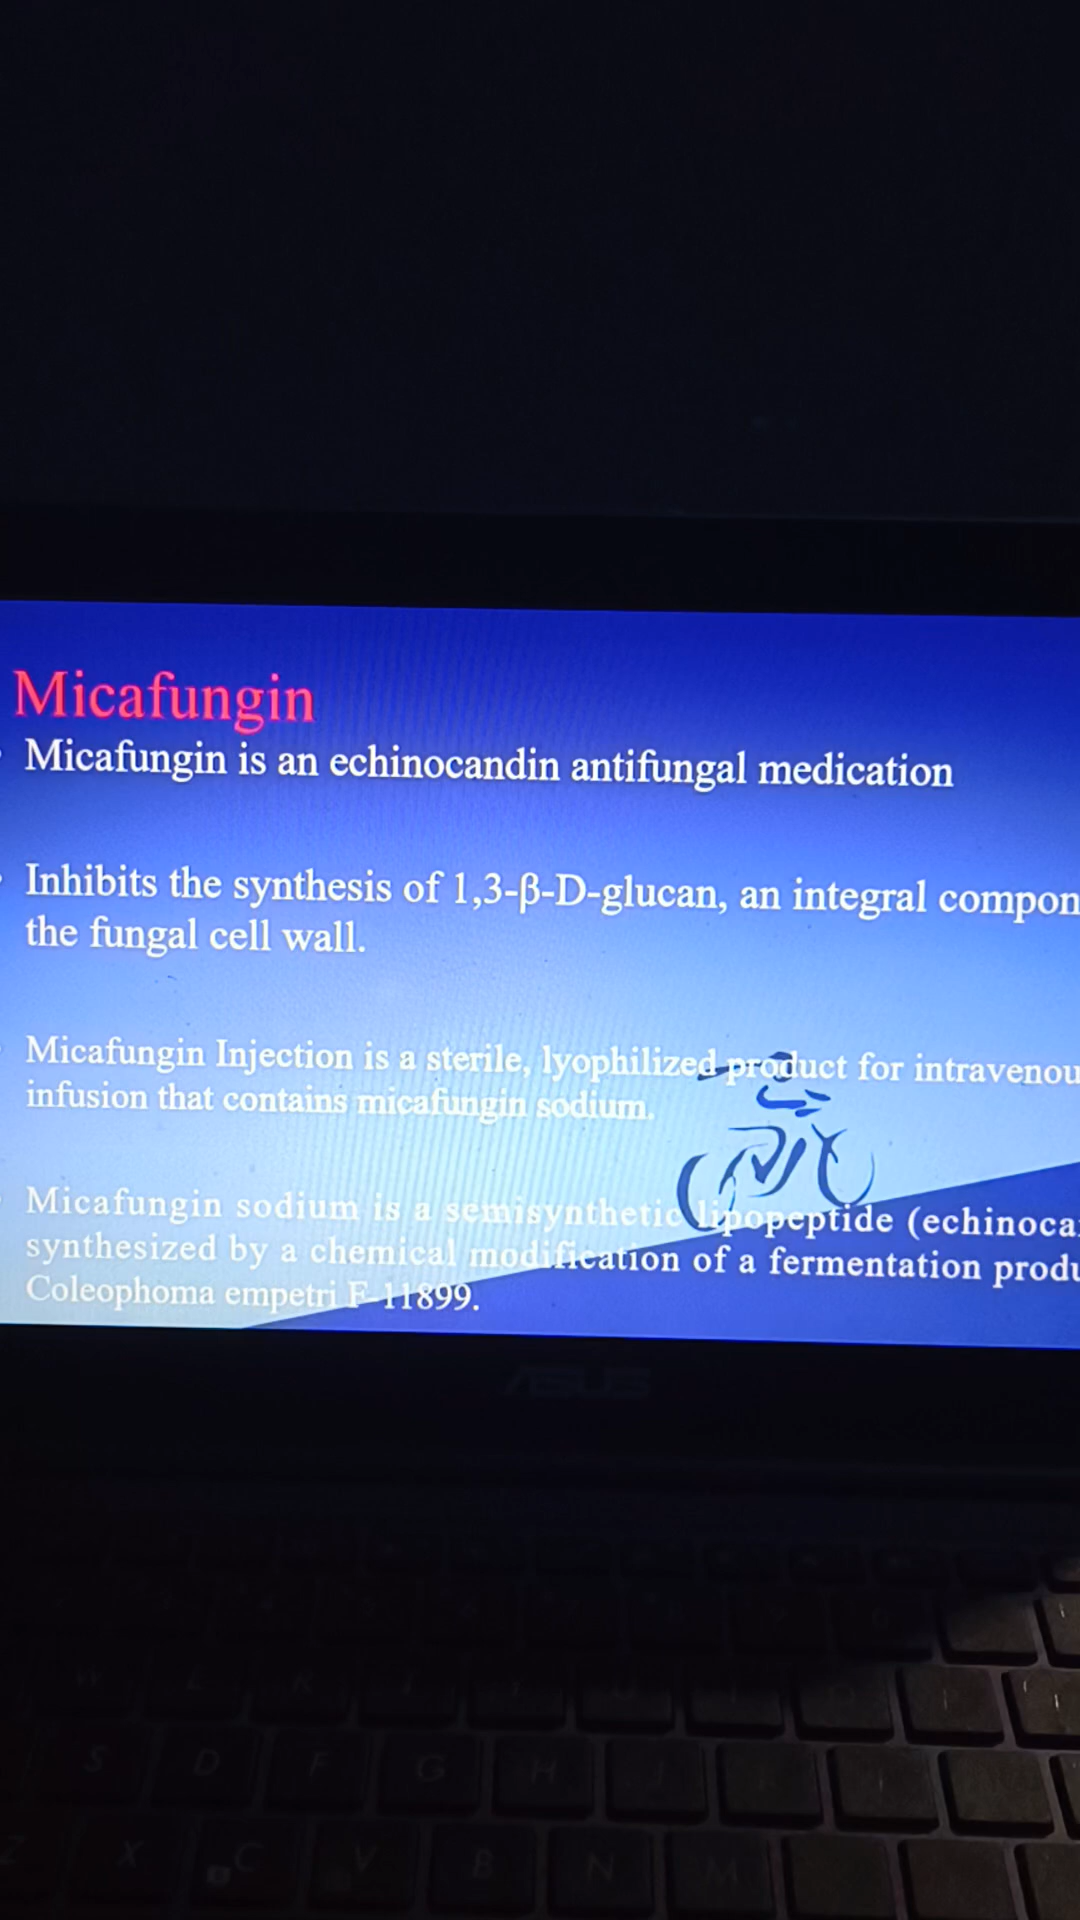 Micafungin
Micafungin is an echinocandin antifungal medication
Inhibits the synthesis of 1,3-β-D-glucan, an integral compon
the fungal cell wall.
Micafungin Injection is a sterile, lyophilized product for intravenou
infusion that contains micafungin sodium.
Micafungin sodium is a semisynthetic lipopeptide (echinoca
synthesized by a chemical modification of a fermentation produ
Coleophoma empetri F-11899.
ASUS
W E R Y
S D F G H J
Z X C V B N M